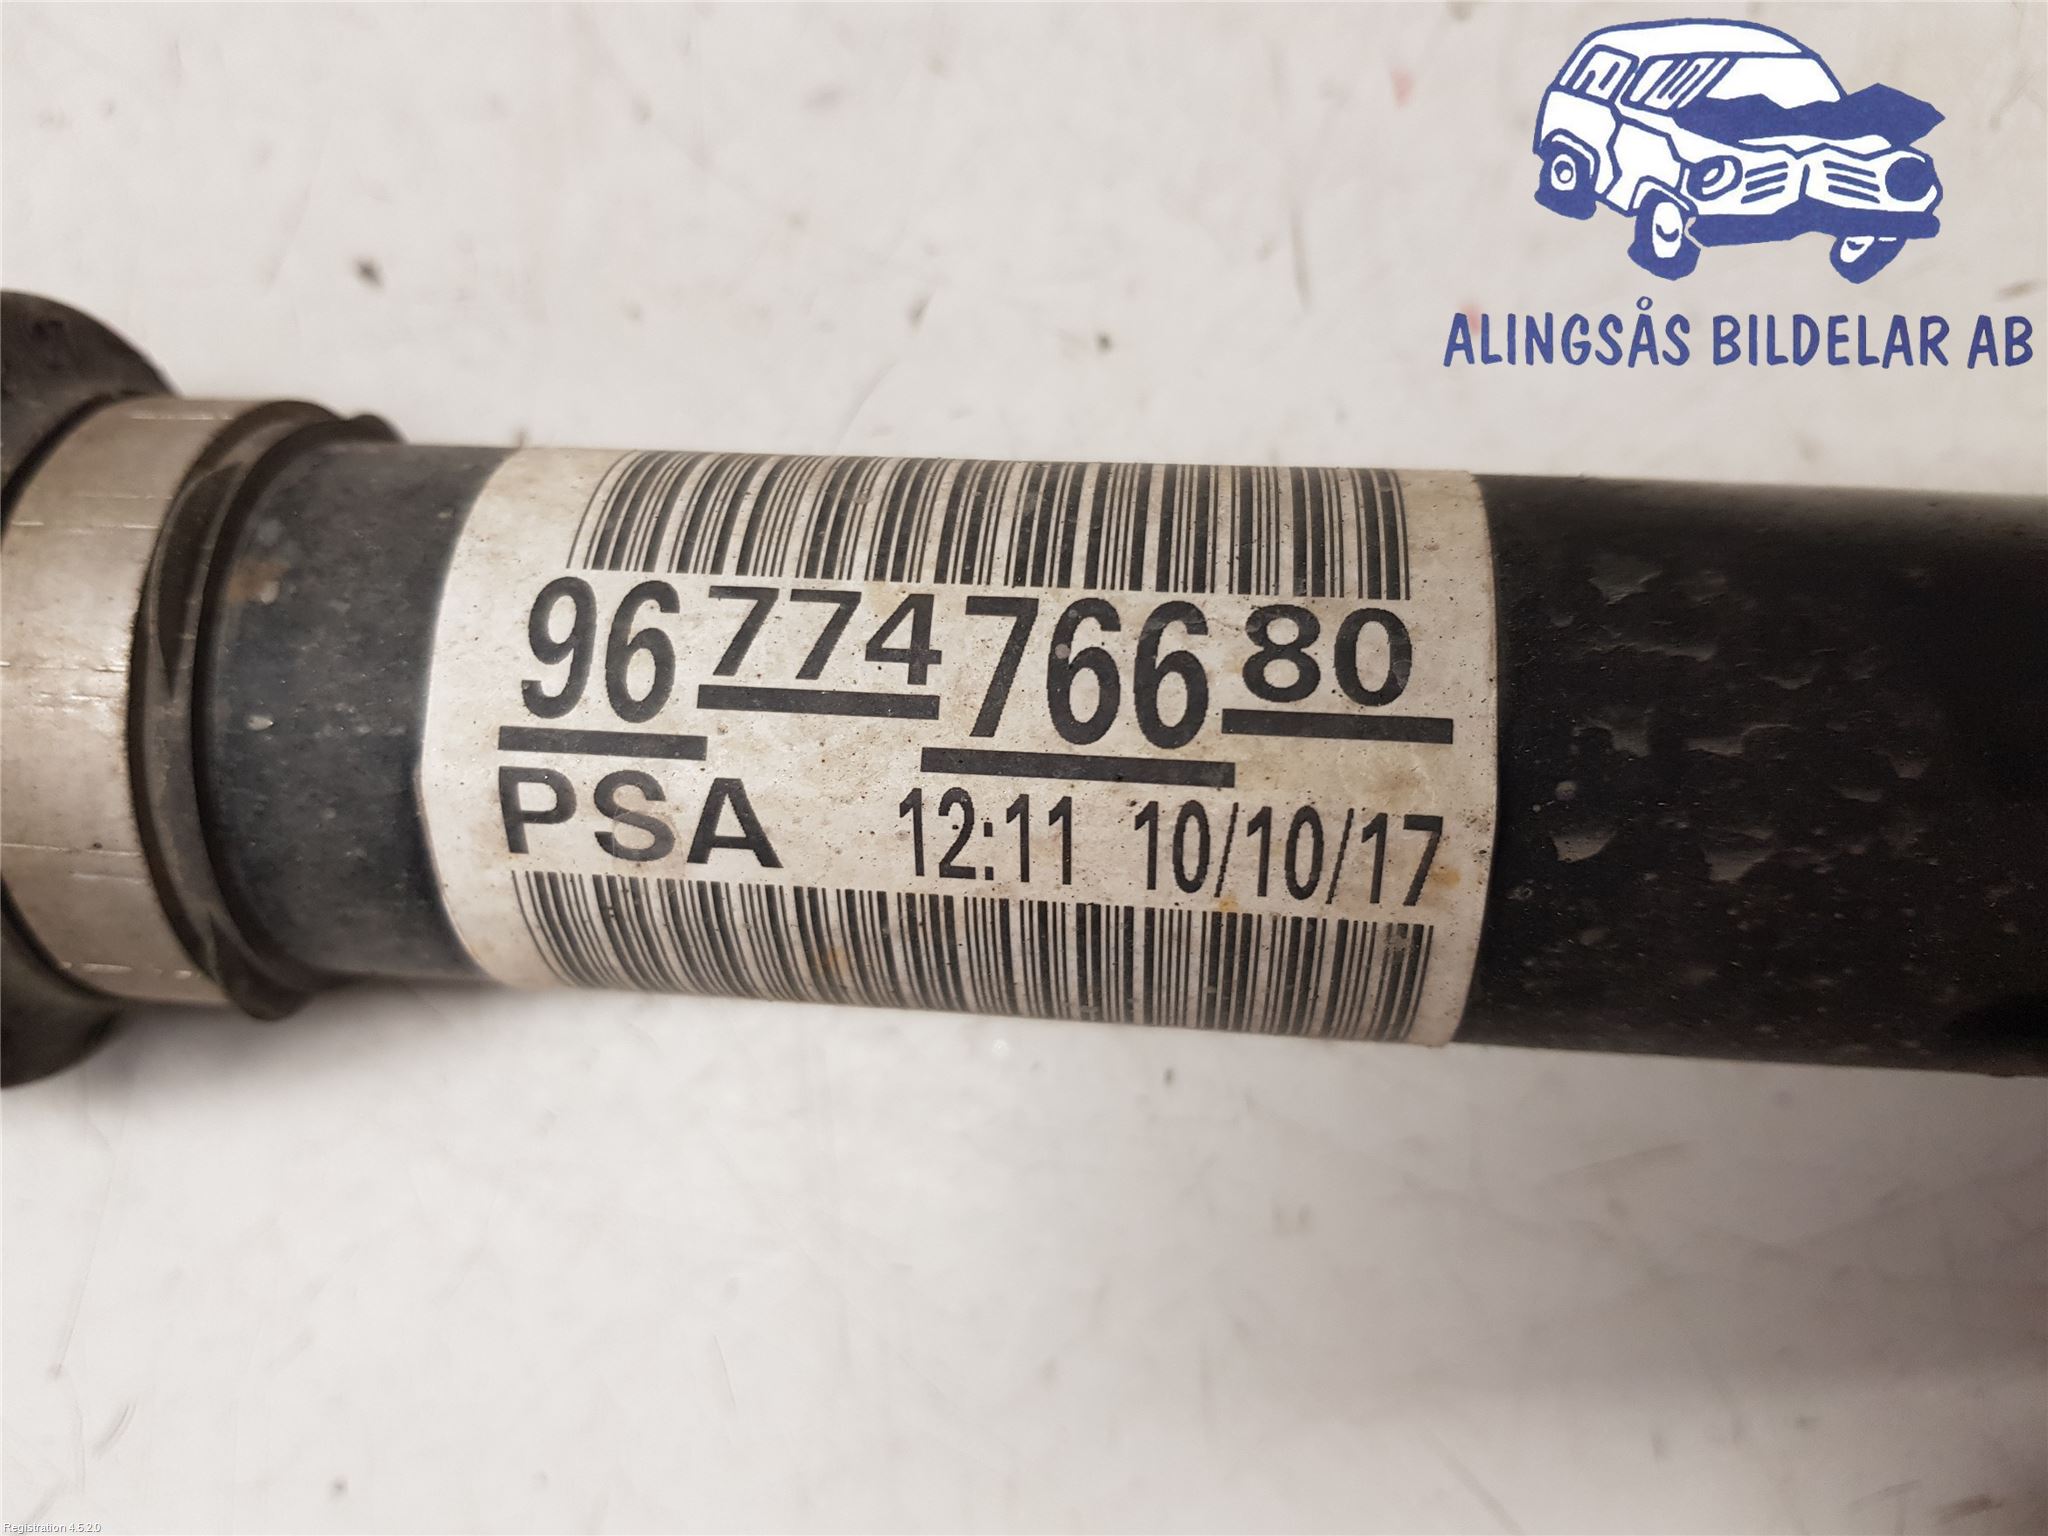 ALINGSÅS BILDELAR AB
9677476680
PSA 12:11 10/10/17
Registration 4.5.2.0